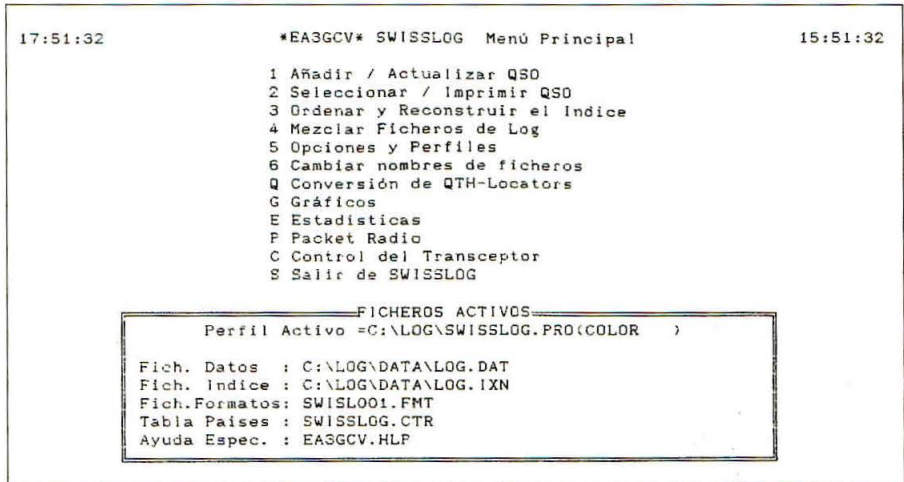 17:51:32 *EA3GCV* SWISSLOG Menú Principal 15:51:32
1 Añadir / Actualizar QSO
2 Seleccionar / Imprimir QSO
3 Ordenar y Reconstruir el Indice
4 Mezclar Ficheros de Log
5 Opciones y Perfiles
6 Cambiar nombres de ficheros
Q Conversión de QTH-Locators
G Gráficos
E Estadisticas
P Packet Radio
C Control del Transceptor
S Salir de SWISSLOG
FICHEROS ACTIVOS
Perfil Activo =C:\LOG\SWISSLOG.PRO(COLOR )
Fich. Datos : C:\LOG\DATA\LOG.DAT
Fich. Indice : C:\LOG\DATA\LOG.IXN
Fich.Formatos: SWISLOO1.FMT
Tabla Paises : SWISSLOG.CTR
Ayuda Espec. : EA3GCV.HLP